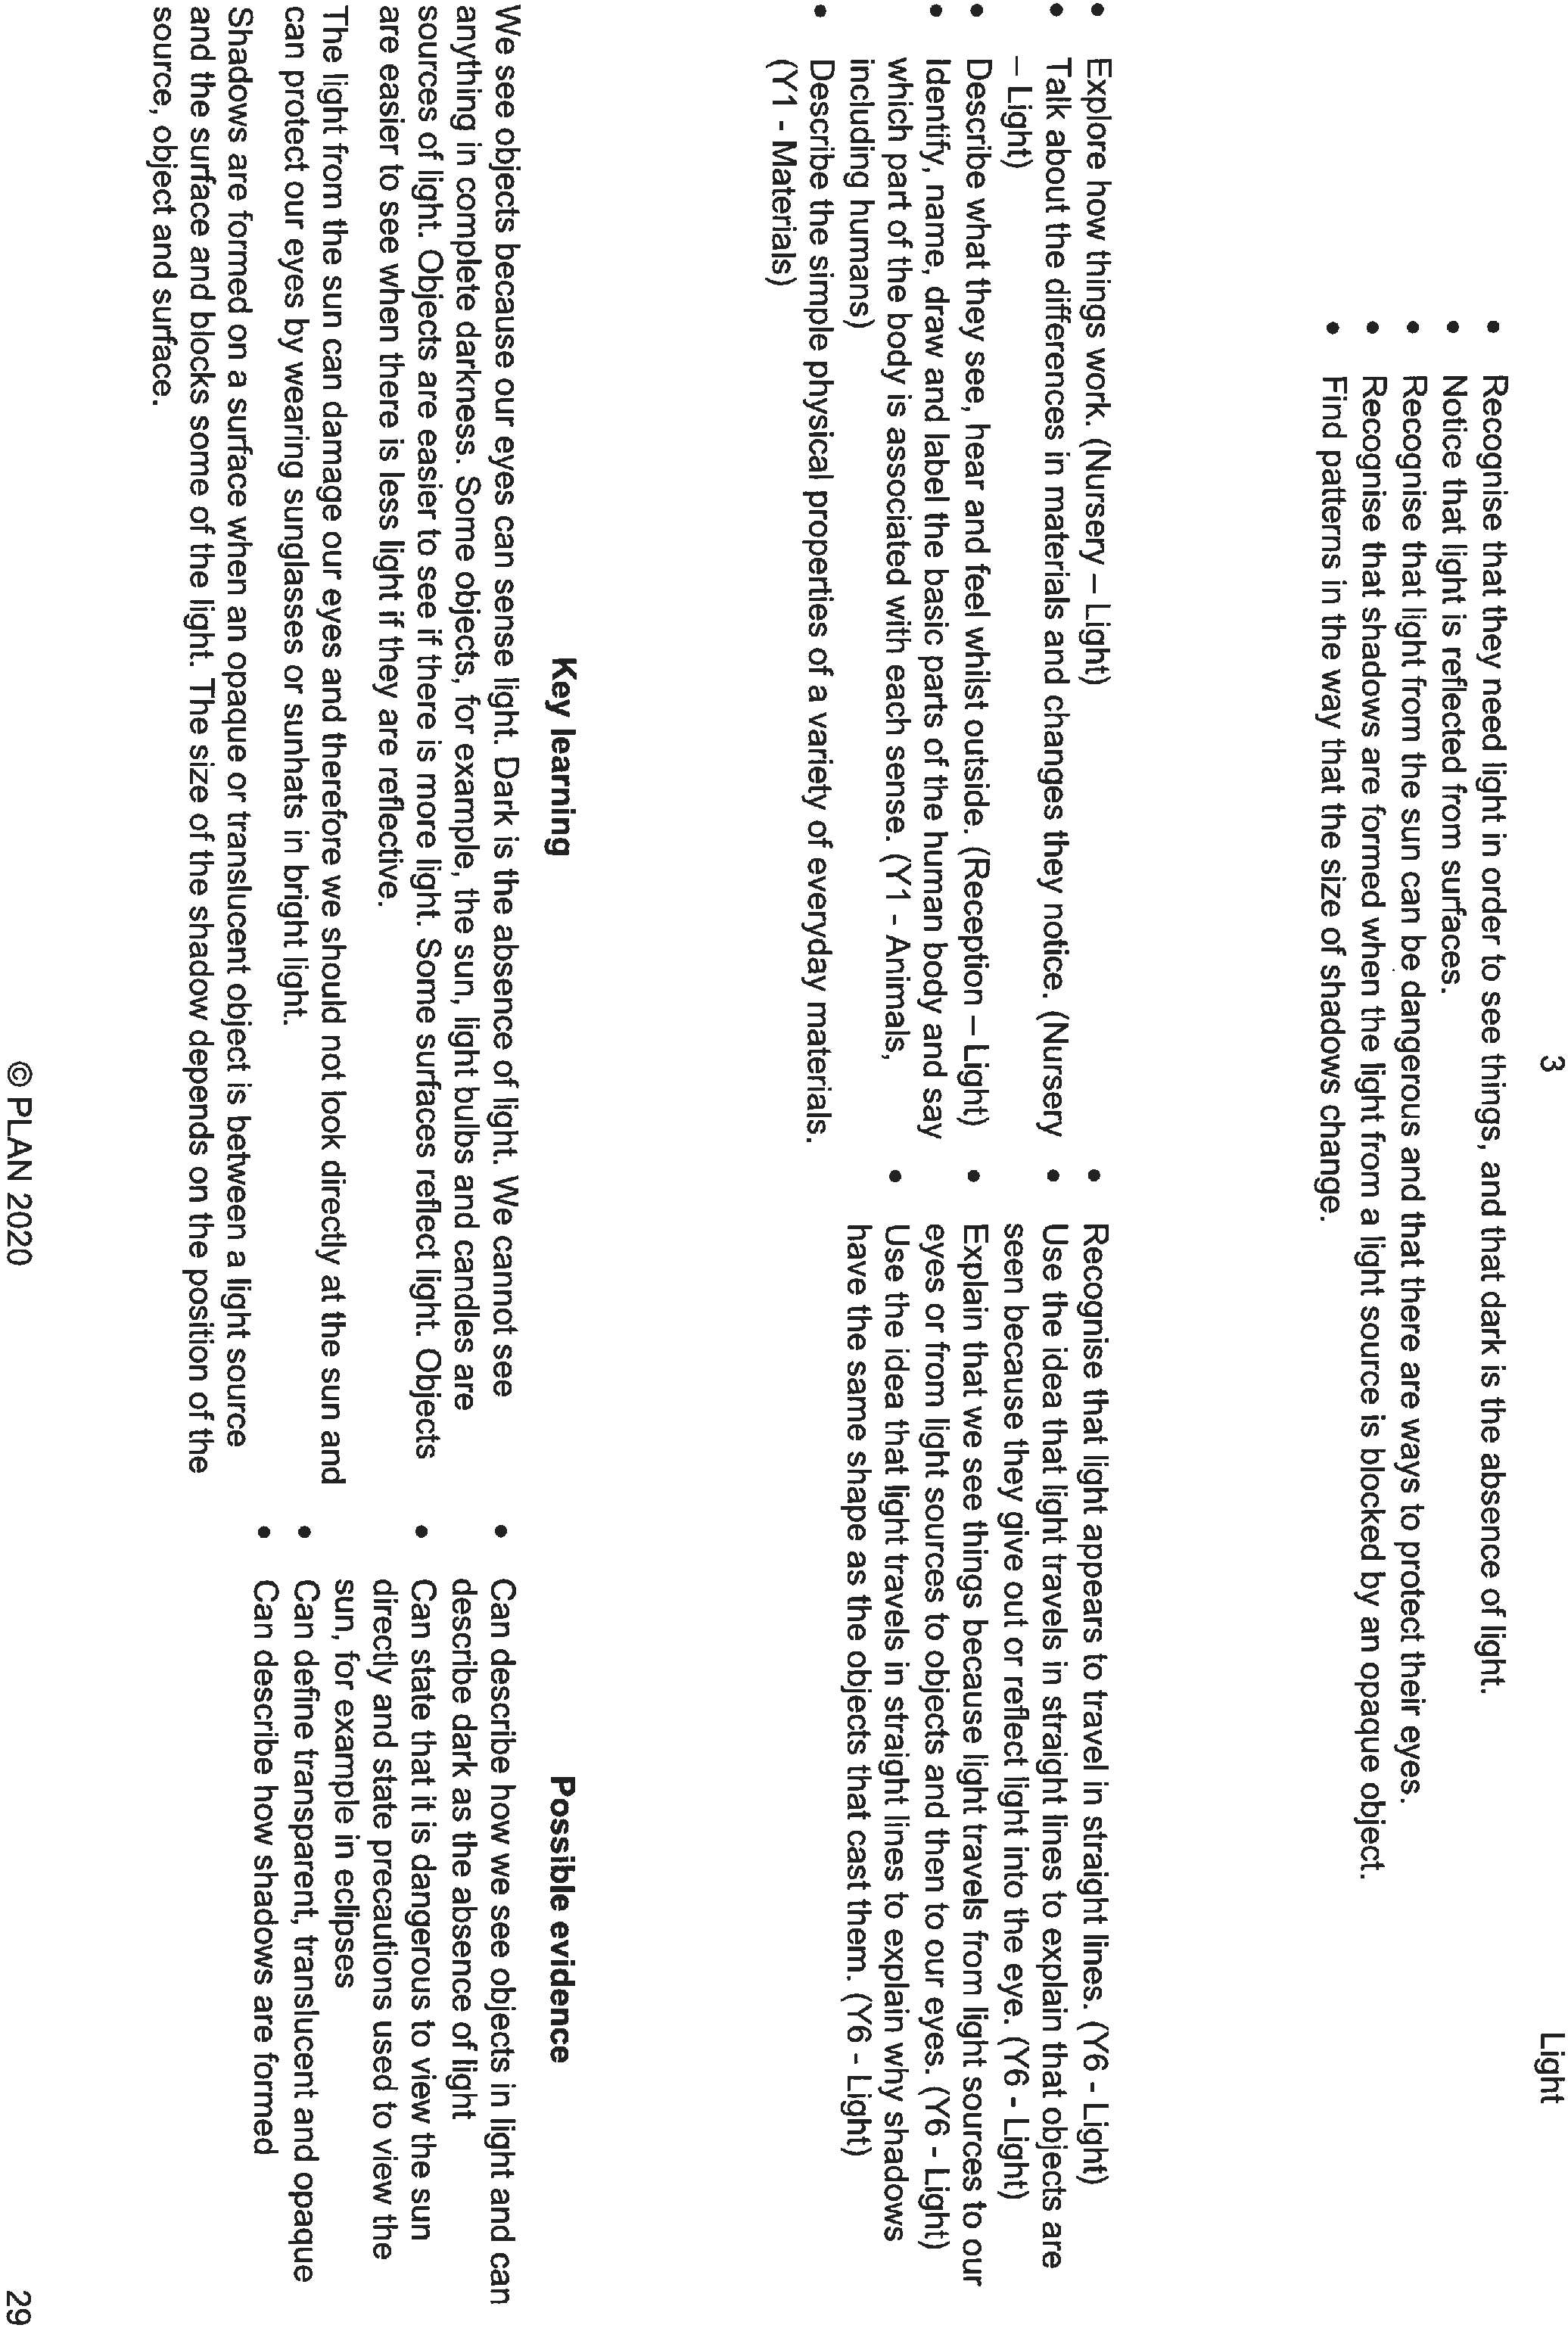 3 Light
• Recognise that they need light in order to see things, and that dark is the absence of light.
• Notice that light is reflected from surfaces.
• Recognise that light from the sun can be dangerous and that there are ways to protect their eyes.
• Recognise that shadows are formed when the light from a light source is blocked by an opaque object.
• Find patterns in the way that the size of shadows change.
• Explore how things work. (Nursery – Light)
• Talk about the differences in materials and changes they notice. (Nursery
– Light)
• Describe what they see, hear and feel whilst outside. (Reception – Light)
• Identify, name, draw and label the basic parts of the human body and say
which part of the body is associated with each sense. (Y1 - Animals,
including humans)
• Describe the simple physical properties of a variety of everyday materials.
(Y1 - Materials)
• Recognise that light appears to travel in straight lines. (Y6 - Light)
• Use the idea that light travels in straight lines to explain that objects are
seen because they give out or reflect light into the eye. (Y6 - Light)
• Explain that we see things because light travels from light sources to our
eyes or from light sources to objects and then to our eyes. (Y6 - Light)
• Use the idea that light travels in straight lines to explain why shadows
have the same shape as the objects that cast them. (Y6 - Light)
Key learning
We see objects because our eyes can sense light. Dark is the absence of light. We cannot see
anything in complete darkness. Some objects, for example, the sun, light bulbs and candles are
sources of light. Objects are easier to see if there is more light. Some surfaces reflect light. Objects
are easier to see when there is less light if they are reflective.
The light from the sun can damage our eyes and therefore we should not look directly at the sun and
can protect our eyes by wearing sunglasses or sunhats in bright light.
Shadows are formed on a surface when an opaque or translucent object is between a light source
and the surface and blocks some of the light. The size of the shadow depends on the position of the
source, object and surface.
Possible evidence
• Can describe how we see objects in light and can
describe dark as the absence of light
• Can state that it is dangerous to view the sun
directly and state precautions used to view the
sun, for example in eclipses
• Can define transparent, translucent and opaque
• Can describe how shadows are formed
© PLAN 2020
29